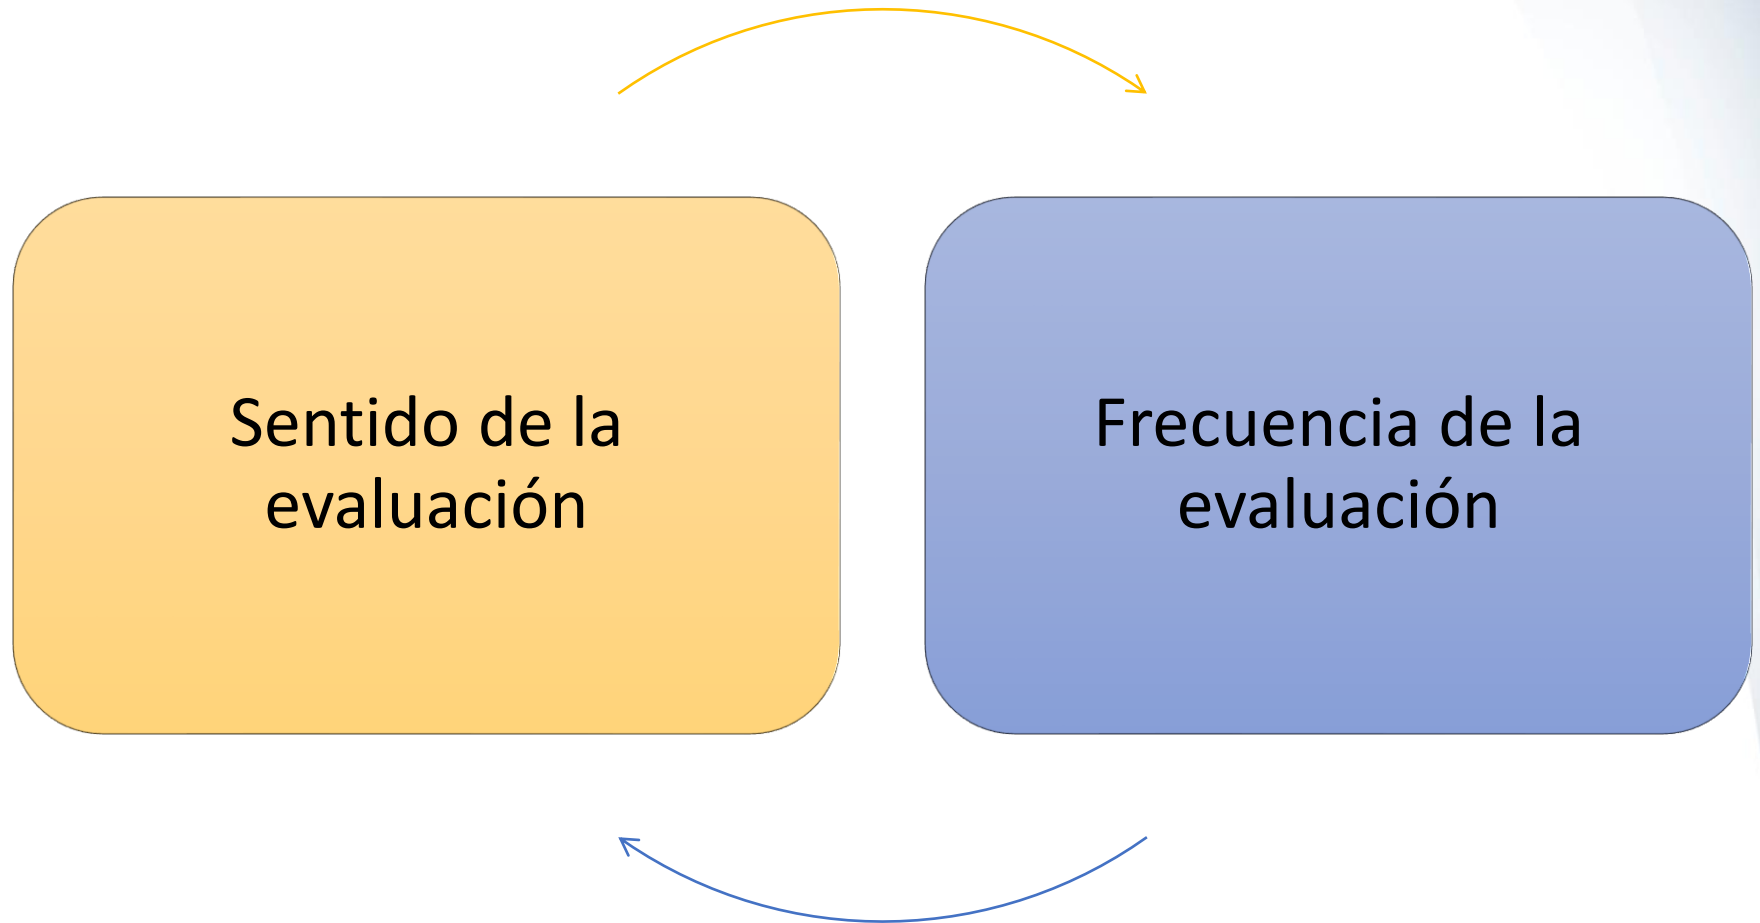 Sentido de la
evaluación
Frecuencia de la
evaluación